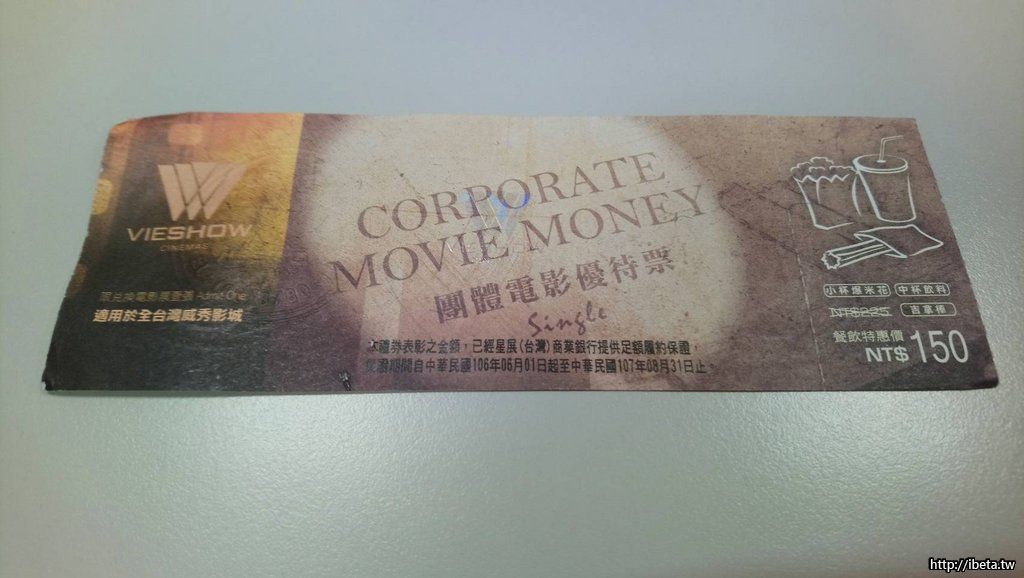 VIESHOW
CINEMAS
限兌換電影票壹張 Admit One
適用於全台灣威秀影城
CORPORATE
MOVIE MONEY
團體電影優待票
Single
本禮券表彰之金額，已經星展(台灣)商業銀行提供足額履約保證，
保證期間自中華民國106年06月01日起至中華民國107年08月31日止。
小杯爆米花 中杯飲料
NT$225 吉拿棒
餐飲特惠價
NT$150
http://ibeta.tw